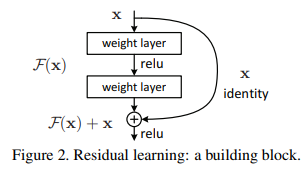 x
weight layer
F(x)
relu
x
weight layer
identity
F(x) + x
relu
Figure 2. Residual learning: a building block.